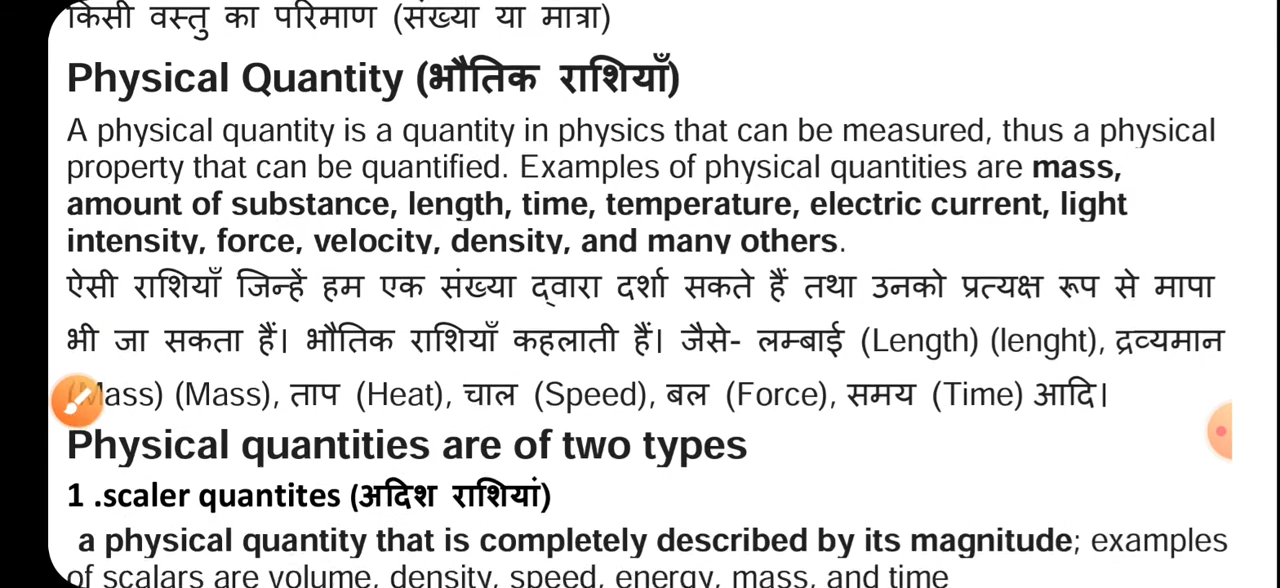 किसी वस्तु का परिमाण (संख्या या मात्रा)
Physical Quantity (भौतिक राशियाँ)
A physical quantity is a quantity in physics that can be measured, thus a physical
property that can be quantified. Examples of physical quantities are mass,
amount of substance, length, time, temperature, electric current, light
intensity, force, velocity, density, and many others.
ऐसी राशियाँ जिन्हें हम एक संख्या द्वारा दर्शा सकते हैं तथा उनको प्रत्यक्ष रूप से मापा
भी जा सकता हैं। भौतिक राशियाँ कहलाती हैं। जैसे- लम्बाई (Length) (lenght), द्रव्यमान
(Mass) (Mass), ताप (Heat), चाल (Speed), बल (Force), समय (Time) आदि।
Physical quantities are of two types
1 .scaler quantites (अदिश राशियां)
a physical quantity that is completely described by its magnitude; examples
of scalars are volume, density, speed, energy, mass, and time